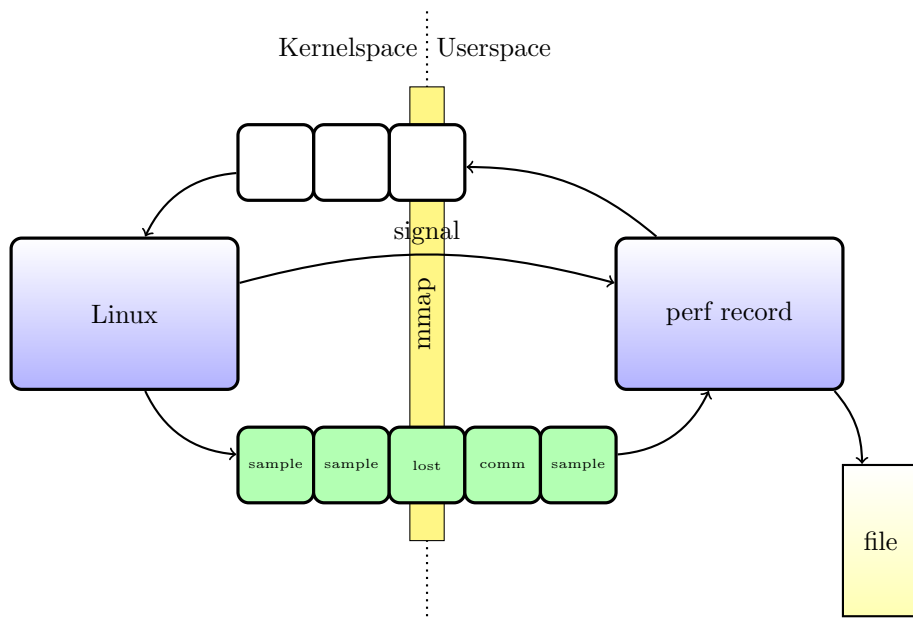 Kernelspace
Userspace
signal
Linux
mmap
perf record
sample
sample
lost
comm
sample
file